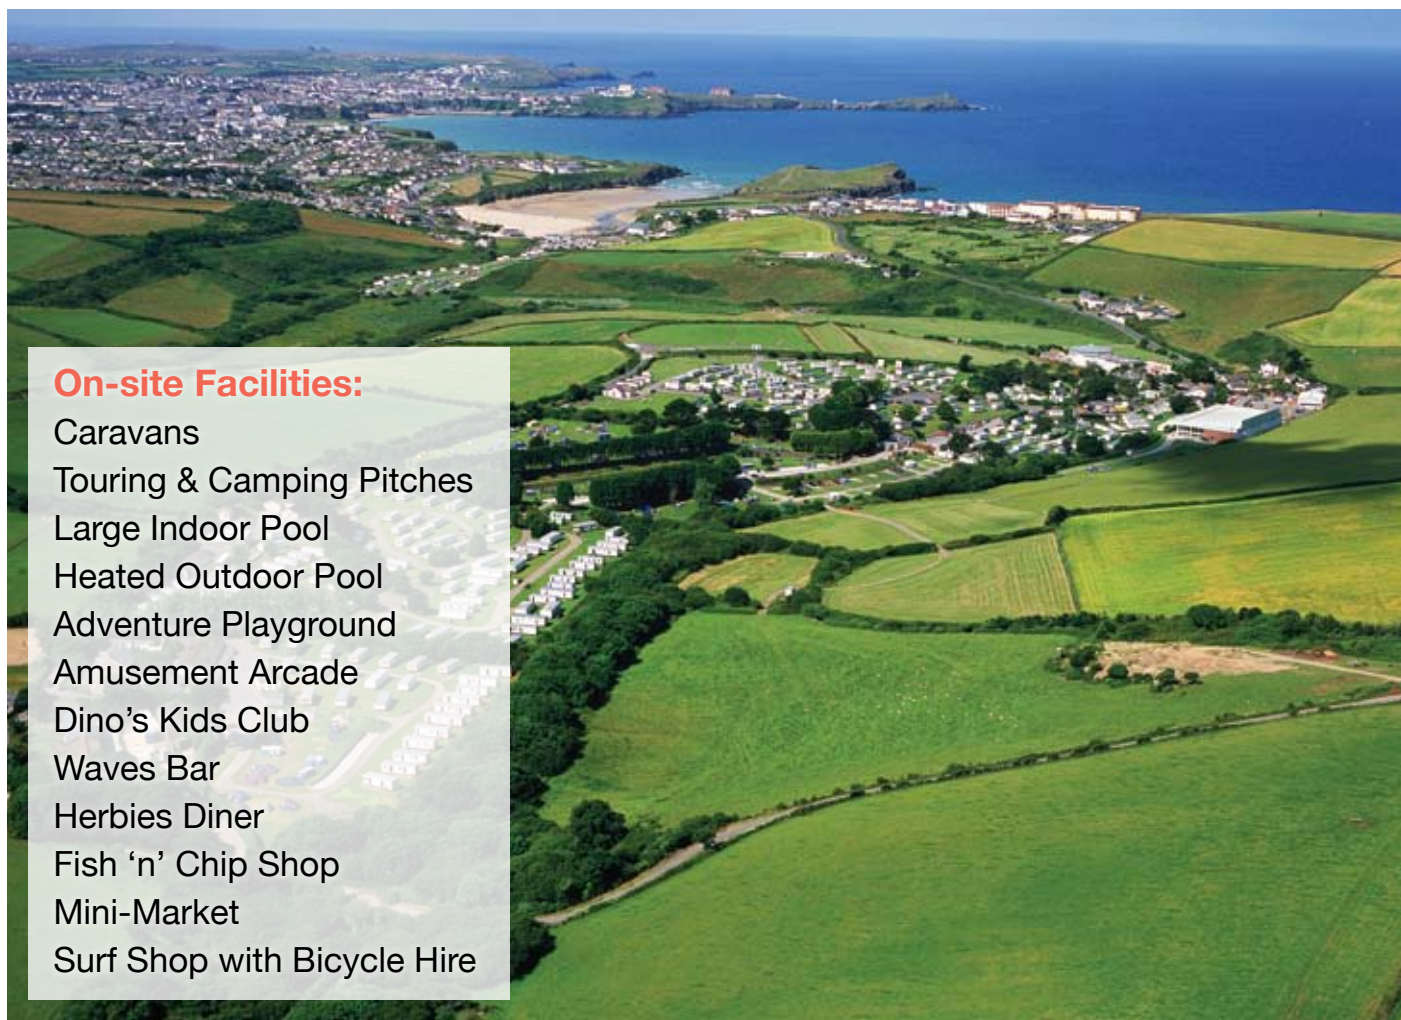 On-site Facilities:
Caravans
Touring & Camping Pitches
Large Indoor Pool
Heated Outdoor Pool
Adventure Playground
Amusement Arcade
Dino’s Kids Club
Waves Bar
Herbies Diner
Fish ‘n’ Chip Shop
Mini-Market
Surf Shop with Bicycle Hire